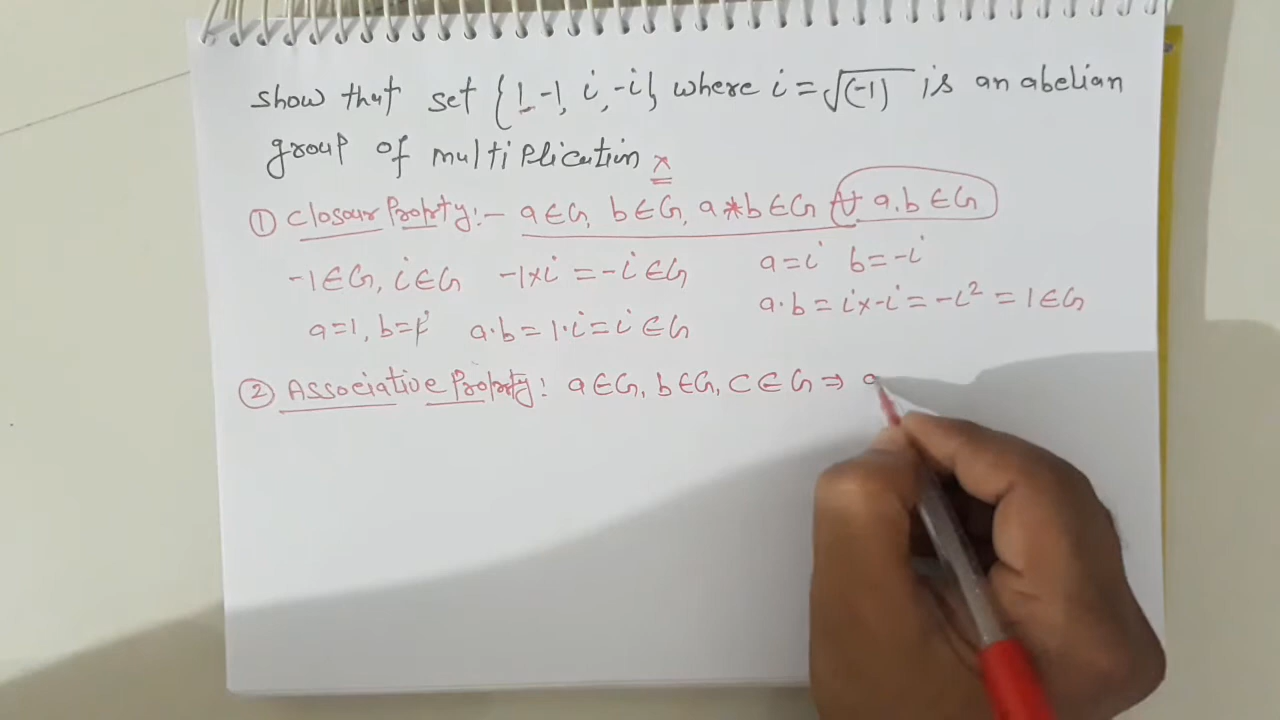 show that set {1, -1, i, -i}, where i = √(-1) is an abelian
group of multiplication x
① Closour Proprty:- a∈G, b∈G, a*b∈G ∀ a.b∈G
-1∈G, i∈G -1×i = -i∈G a=i b=-i
a·b = i×-i = -i² = 1∈G
a=1, b=i a·b = 1·i = i∈G
② Associative Proprty: a∈G, b∈G, c∈G ⇒ a